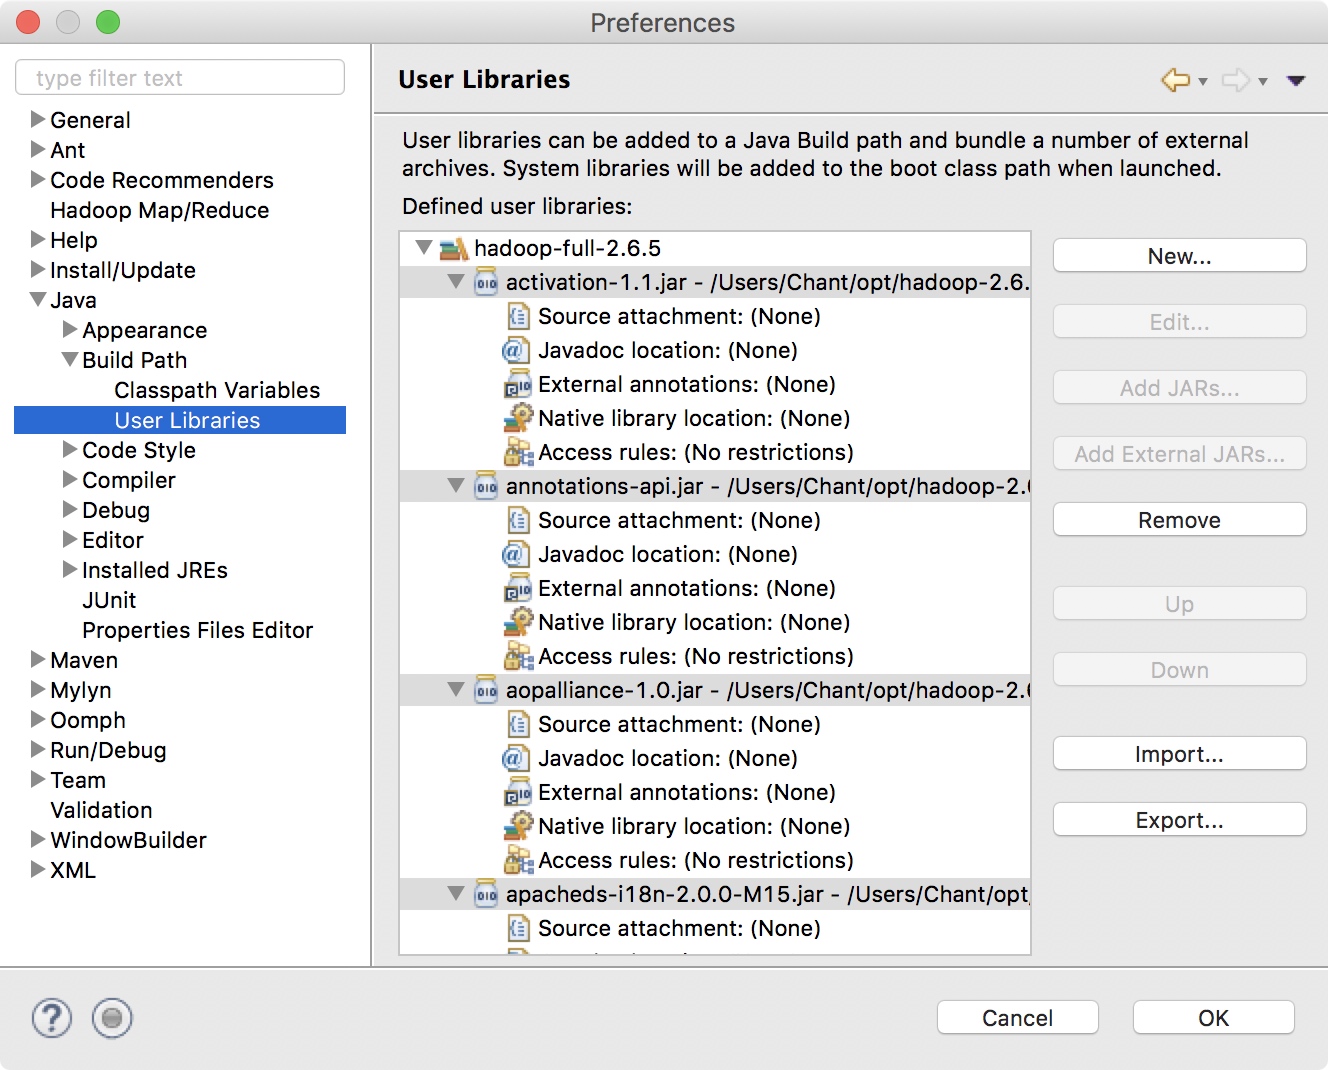 Preferences
type filter text
General
Ant
Code Recommenders
Hadoop Map/Reduce
Help
Install/Update
Java
Appearance
Build Path
Classpath Variables
User Libraries
Code Style
Compiler
Debug
Editor
Installed JREs
JUnit
Properties Files Editor
Maven
Mylyn
Oomph
Run/Debug
Team
Validation
WindowBuilder
XML
User Libraries
User libraries can be added to a Java Build path and bundle a number of external
archives. System libraries will be added to the boot class path when launched.
Defined user libraries:
hadoop-full-2.6.5
activation-1.1.jar - /Users/Chant/opt/hadoop-2.6.
Source attachment: (None)
Javadoc location: (None)
External annotations: (None)
Native library location: (None)
Access rules: (No restrictions)
annotations-api.jar - /Users/Chant/opt/hadoop-2.6
Source attachment: (None)
Javadoc location: (None)
External annotations: (None)
Native library location: (None)
Access rules: (No restrictions)
aopalliance-1.0.jar - /Users/Chant/opt/hadoop-2.6
Source attachment: (None)
Javadoc location: (None)
External annotations: (None)
Native library location: (None)
Access rules: (No restrictions)
apacheds-i18n-2.0.0-M15.jar - /Users/Chant/opt/
Source attachment: (None)
New...
Edit...
Add JARs...
Add External JARs...
Remove
Up
Down
Import...
Export...
Cancel
OK